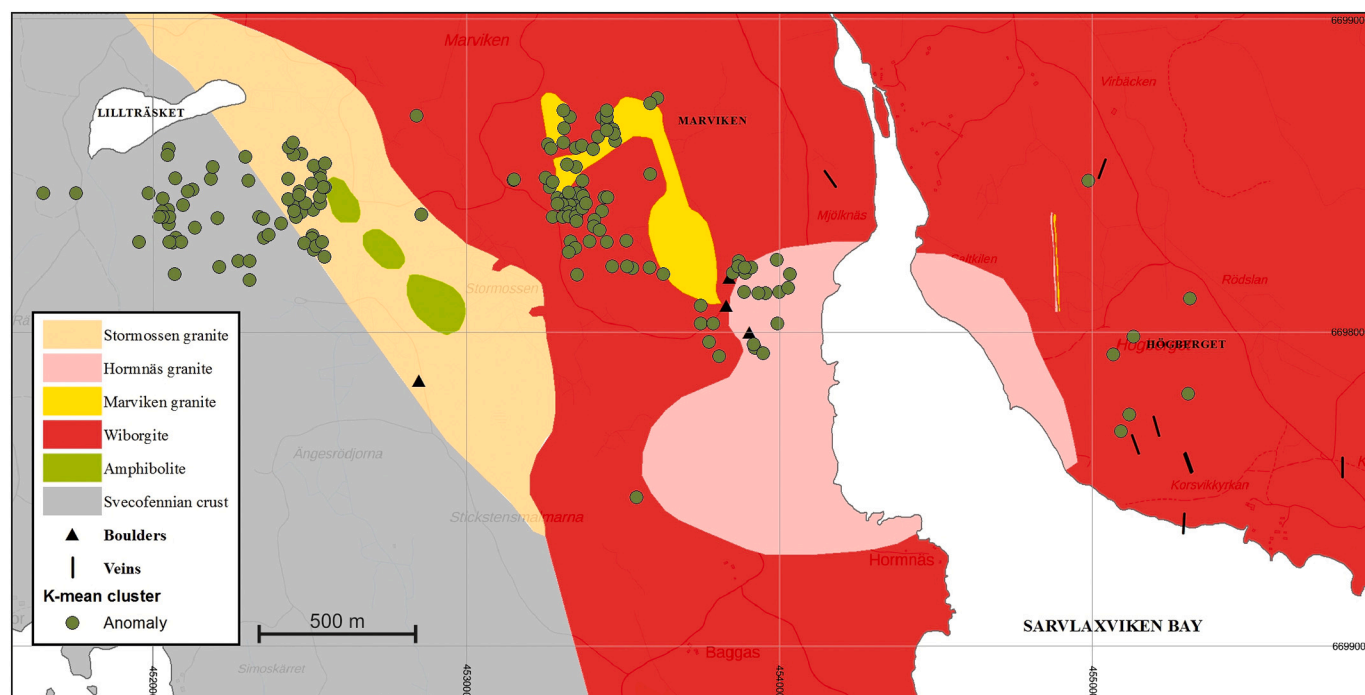 669900
Marviken
Virbäcken
LILLTRÄSKET
MARVIKEN
Mjölknäs
Saltkilen
Rödslan
Stormossen
669800
Högberget
HÖGBERGET
Stormossen granite
Hormnäs granite
Marviken granite
Wiborgite
Amphibolite
Svecofennian crust
Boulders
Veins
K-mean cluster
Anomaly
Ängesrödjorna
Stickstensmalmarna
Korsvikkyrkan
K
Hormnäs
500 m
SARVLAXVIKEN BAY
Baggas
669900
Simoskärret
452000
453000
454000
455000